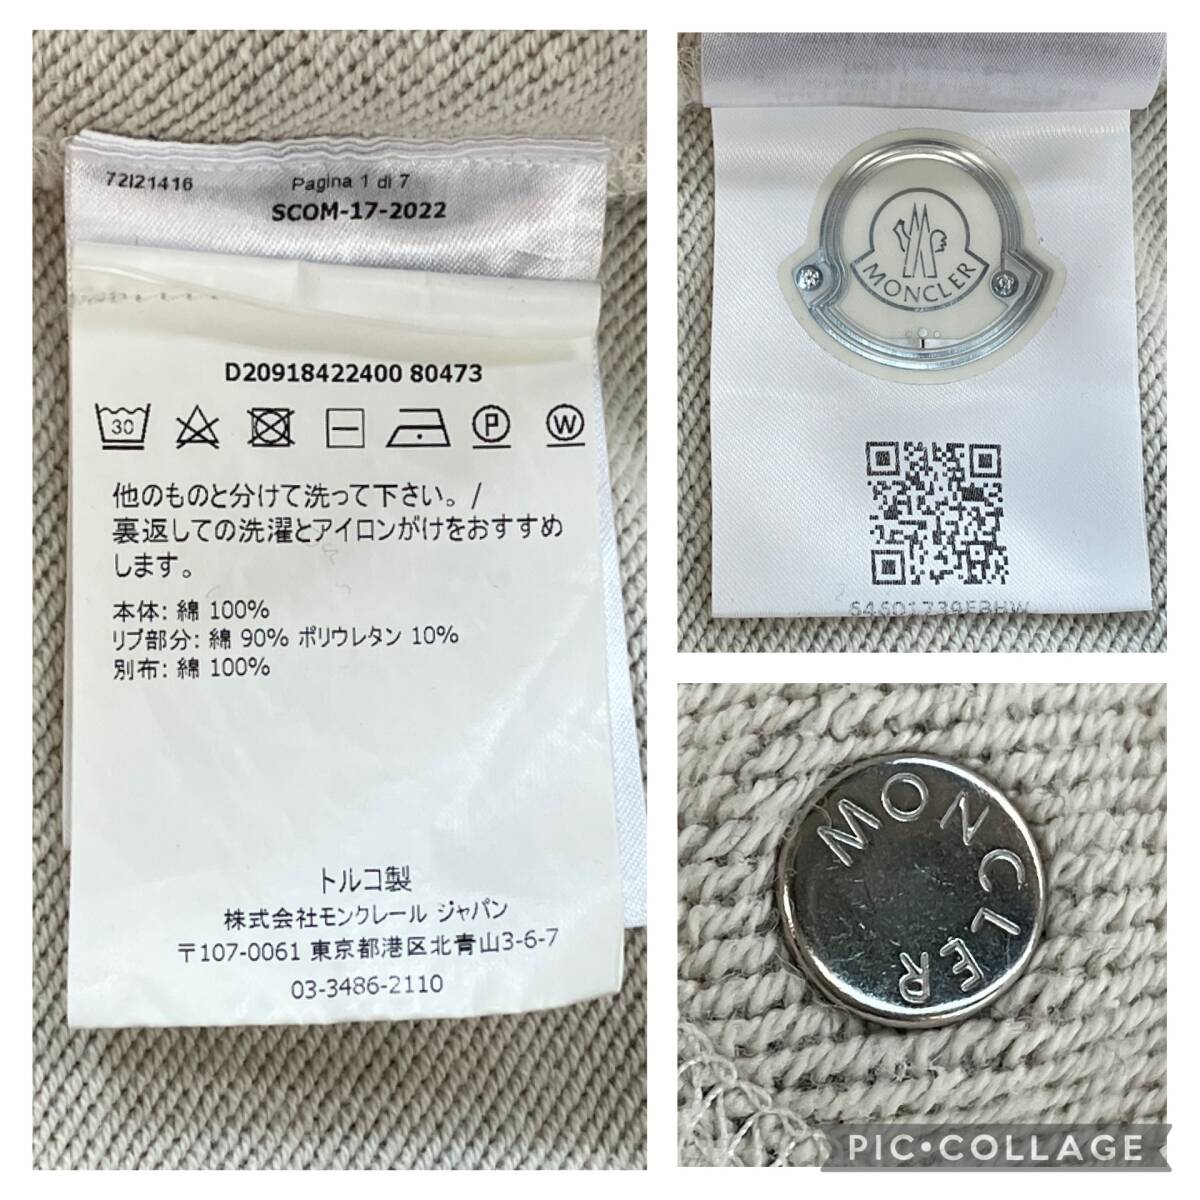 72I21416
Pagina 1 di 7
SCOM-17-2022
D20918422400 80473
30
P
W
他のものと分けて洗って下さい。/
裏返しての洗濯とアイロンがけをおすすめ
します。
本体: 綿 100%
リブ部分: 綿 90% ポリウレタン 10%
別布: 綿 100%
トルコ製
株式会社モンクレール ジャパン
〒107-0061 東京都港区北青山3-6-7
03-3486-2110
MONCLER
MONCLER
PIC•COLLAGE